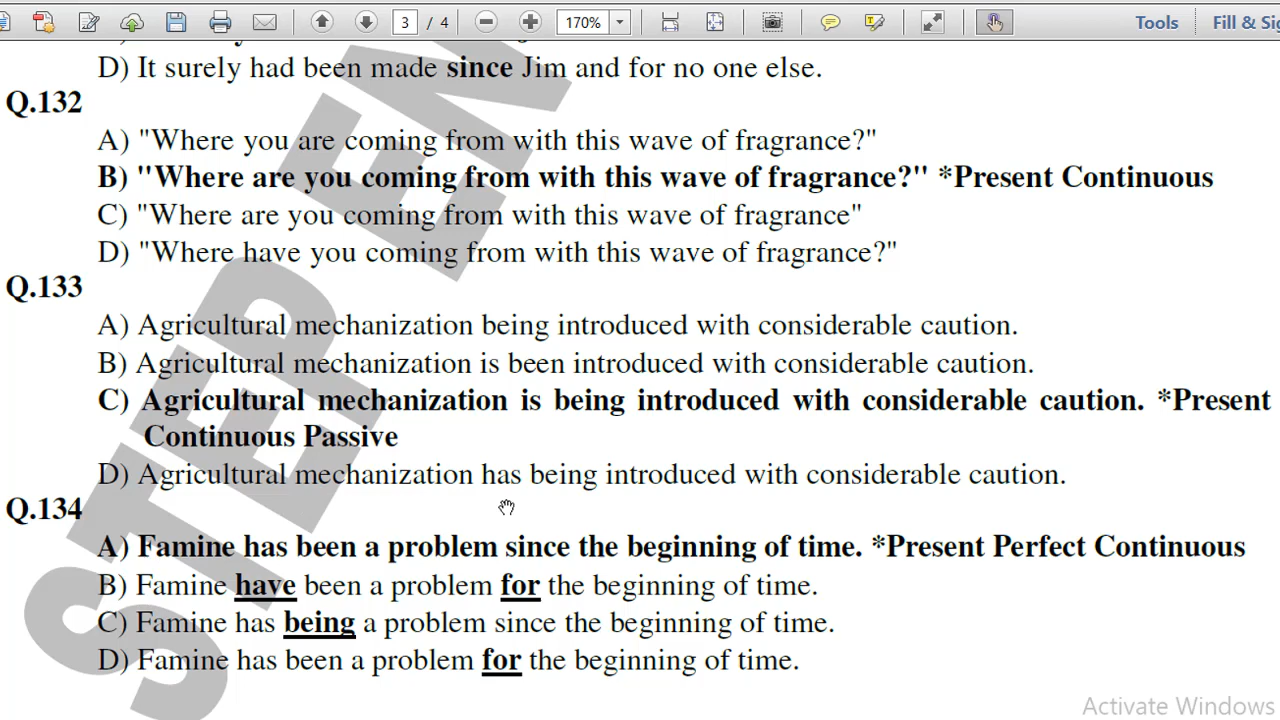 3 / 4 170% Tools Fill & Sig
D) It surely had been made since Jim and for no one else.
Q.132
A) "Where you are coming from with this wave of fragrance?"
B) "Where are you coming from with this wave of fragrance?" *Present Continuous
C) "Where are you coming from with this wave of fragrance"
D) "Where have you coming from with this wave of fragrance?"
Q.133
A) Agricultural mechanization being introduced with considerable caution.
B) Agricultural mechanization is been introduced with considerable caution.
C) Agricultural mechanization is being introduced with considerable caution. *Present
Continuous Passive
D) Agricultural mechanization has being introduced with considerable caution.
Q.134
A) Famine has been a problem since the beginning of time. *Present Perfect Continuous
B) Famine have been a problem for the beginning of time.
C) Famine has being a problem since the beginning of time.
D) Famine has been a problem for the beginning of time.
STEP EN
Activate Windows